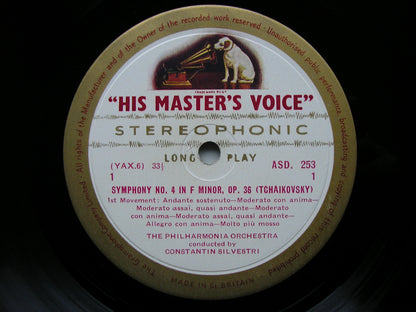 All rights of the Manufacturer and of the Owner of the recorded work reserved
Unauthorised public performance, broadcasting and copying of this record prohibited
"HIS MASTER'S VOICE"
STEREOPHONIC
LONG PLAY
(YAX.6) 33⅓ ASD. 253
1 1
SYMPHONY NO. 4 IN F MINOR, OP. 36 (TCHAIKOVSKY)
1st Movement: Andante sostenuto—Moderato con anima—
Moderato assai, quasi andante—Moderato
con anima—Moderato assai, quasi andante—
Allegro con anima—Molto più mosso
THE PHILHARMONIA ORCHESTRA
conducted by
CONSTANTIN SILVESTRI
The Gramophone Company Limited
MADE IN GT. BRITAIN